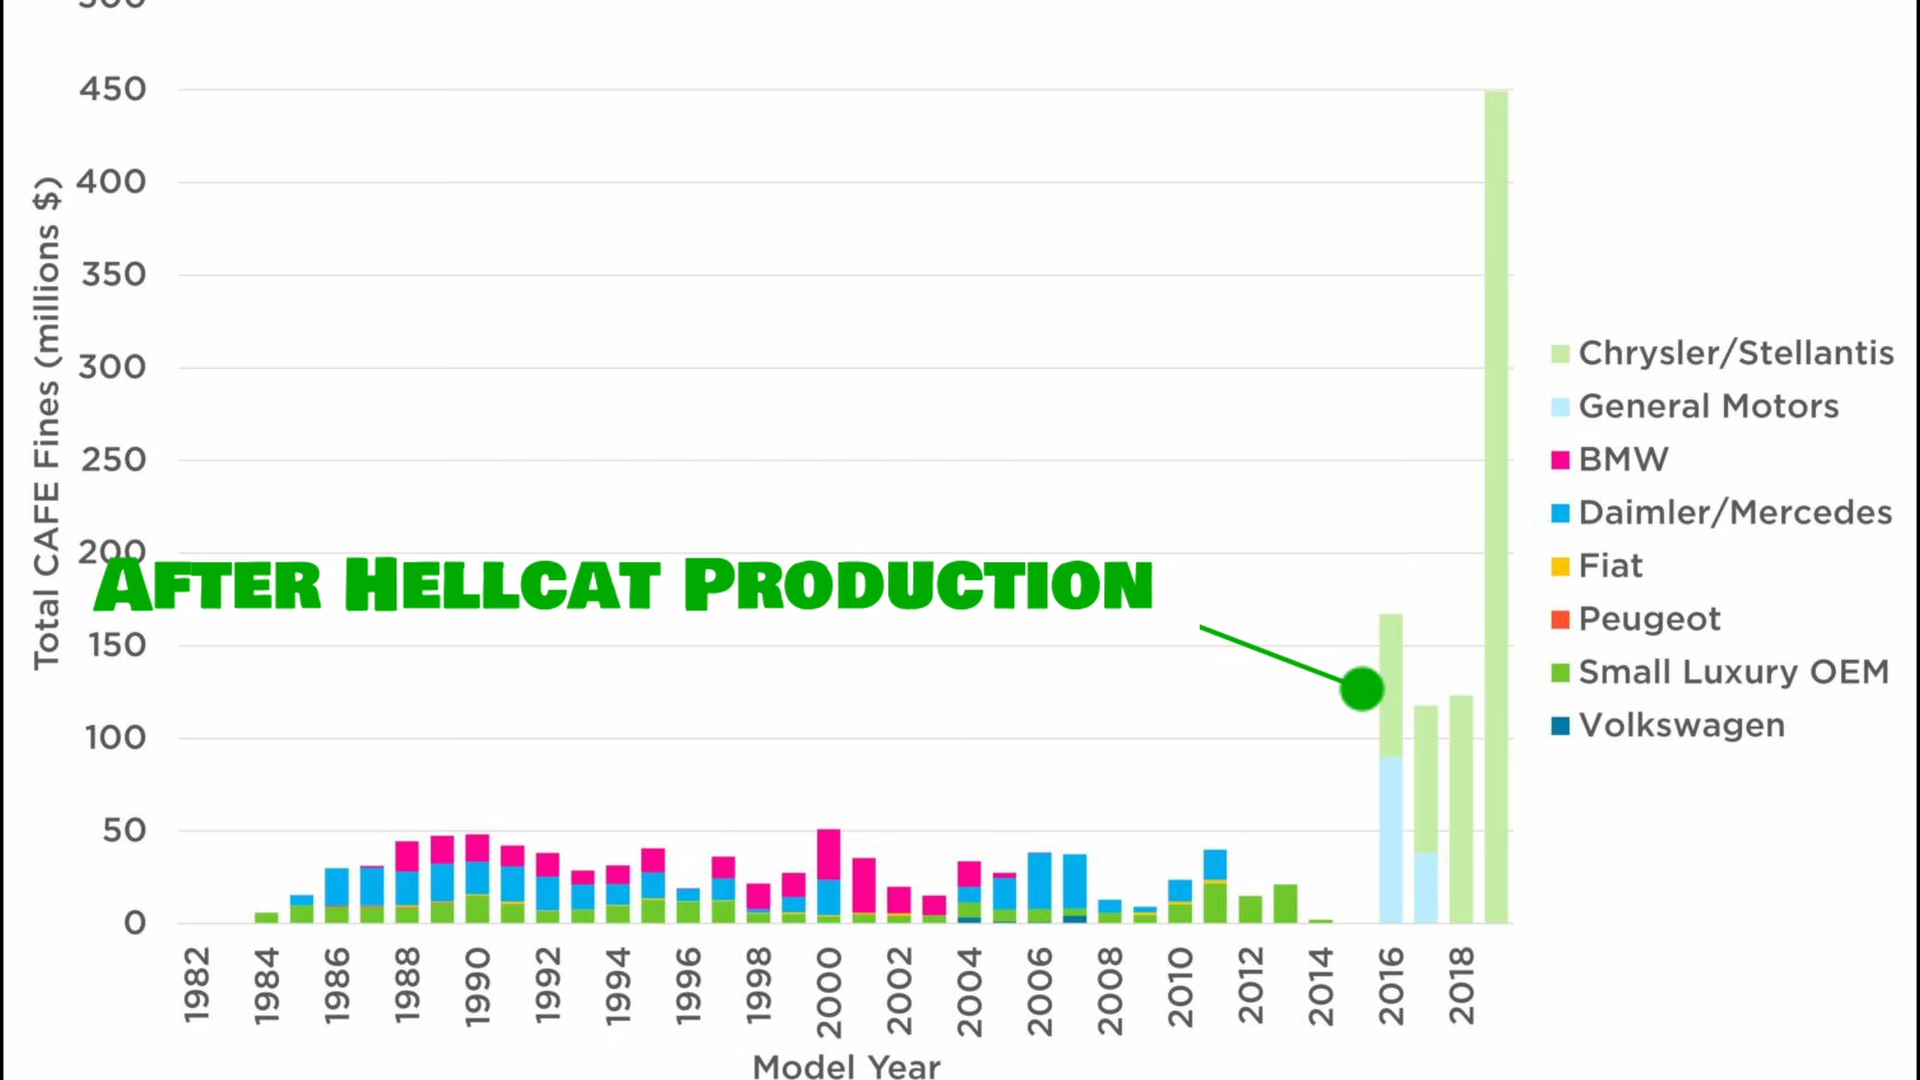 450
400
350
300
250
200
150
100
50
0
Total CAFE Fines (millions $)
After Hellcat Production
Chrysler/Stellantis
General Motors
BMW
Daimler/Mercedes
Fiat
Peugeot
Small Luxury OEM
Volkswagen
1982
1984
1986
1988
1990
1992
1994
1996
1998
2000
2002
2004
2006
2008
2010
2012
2014
2016
2018
Model Year